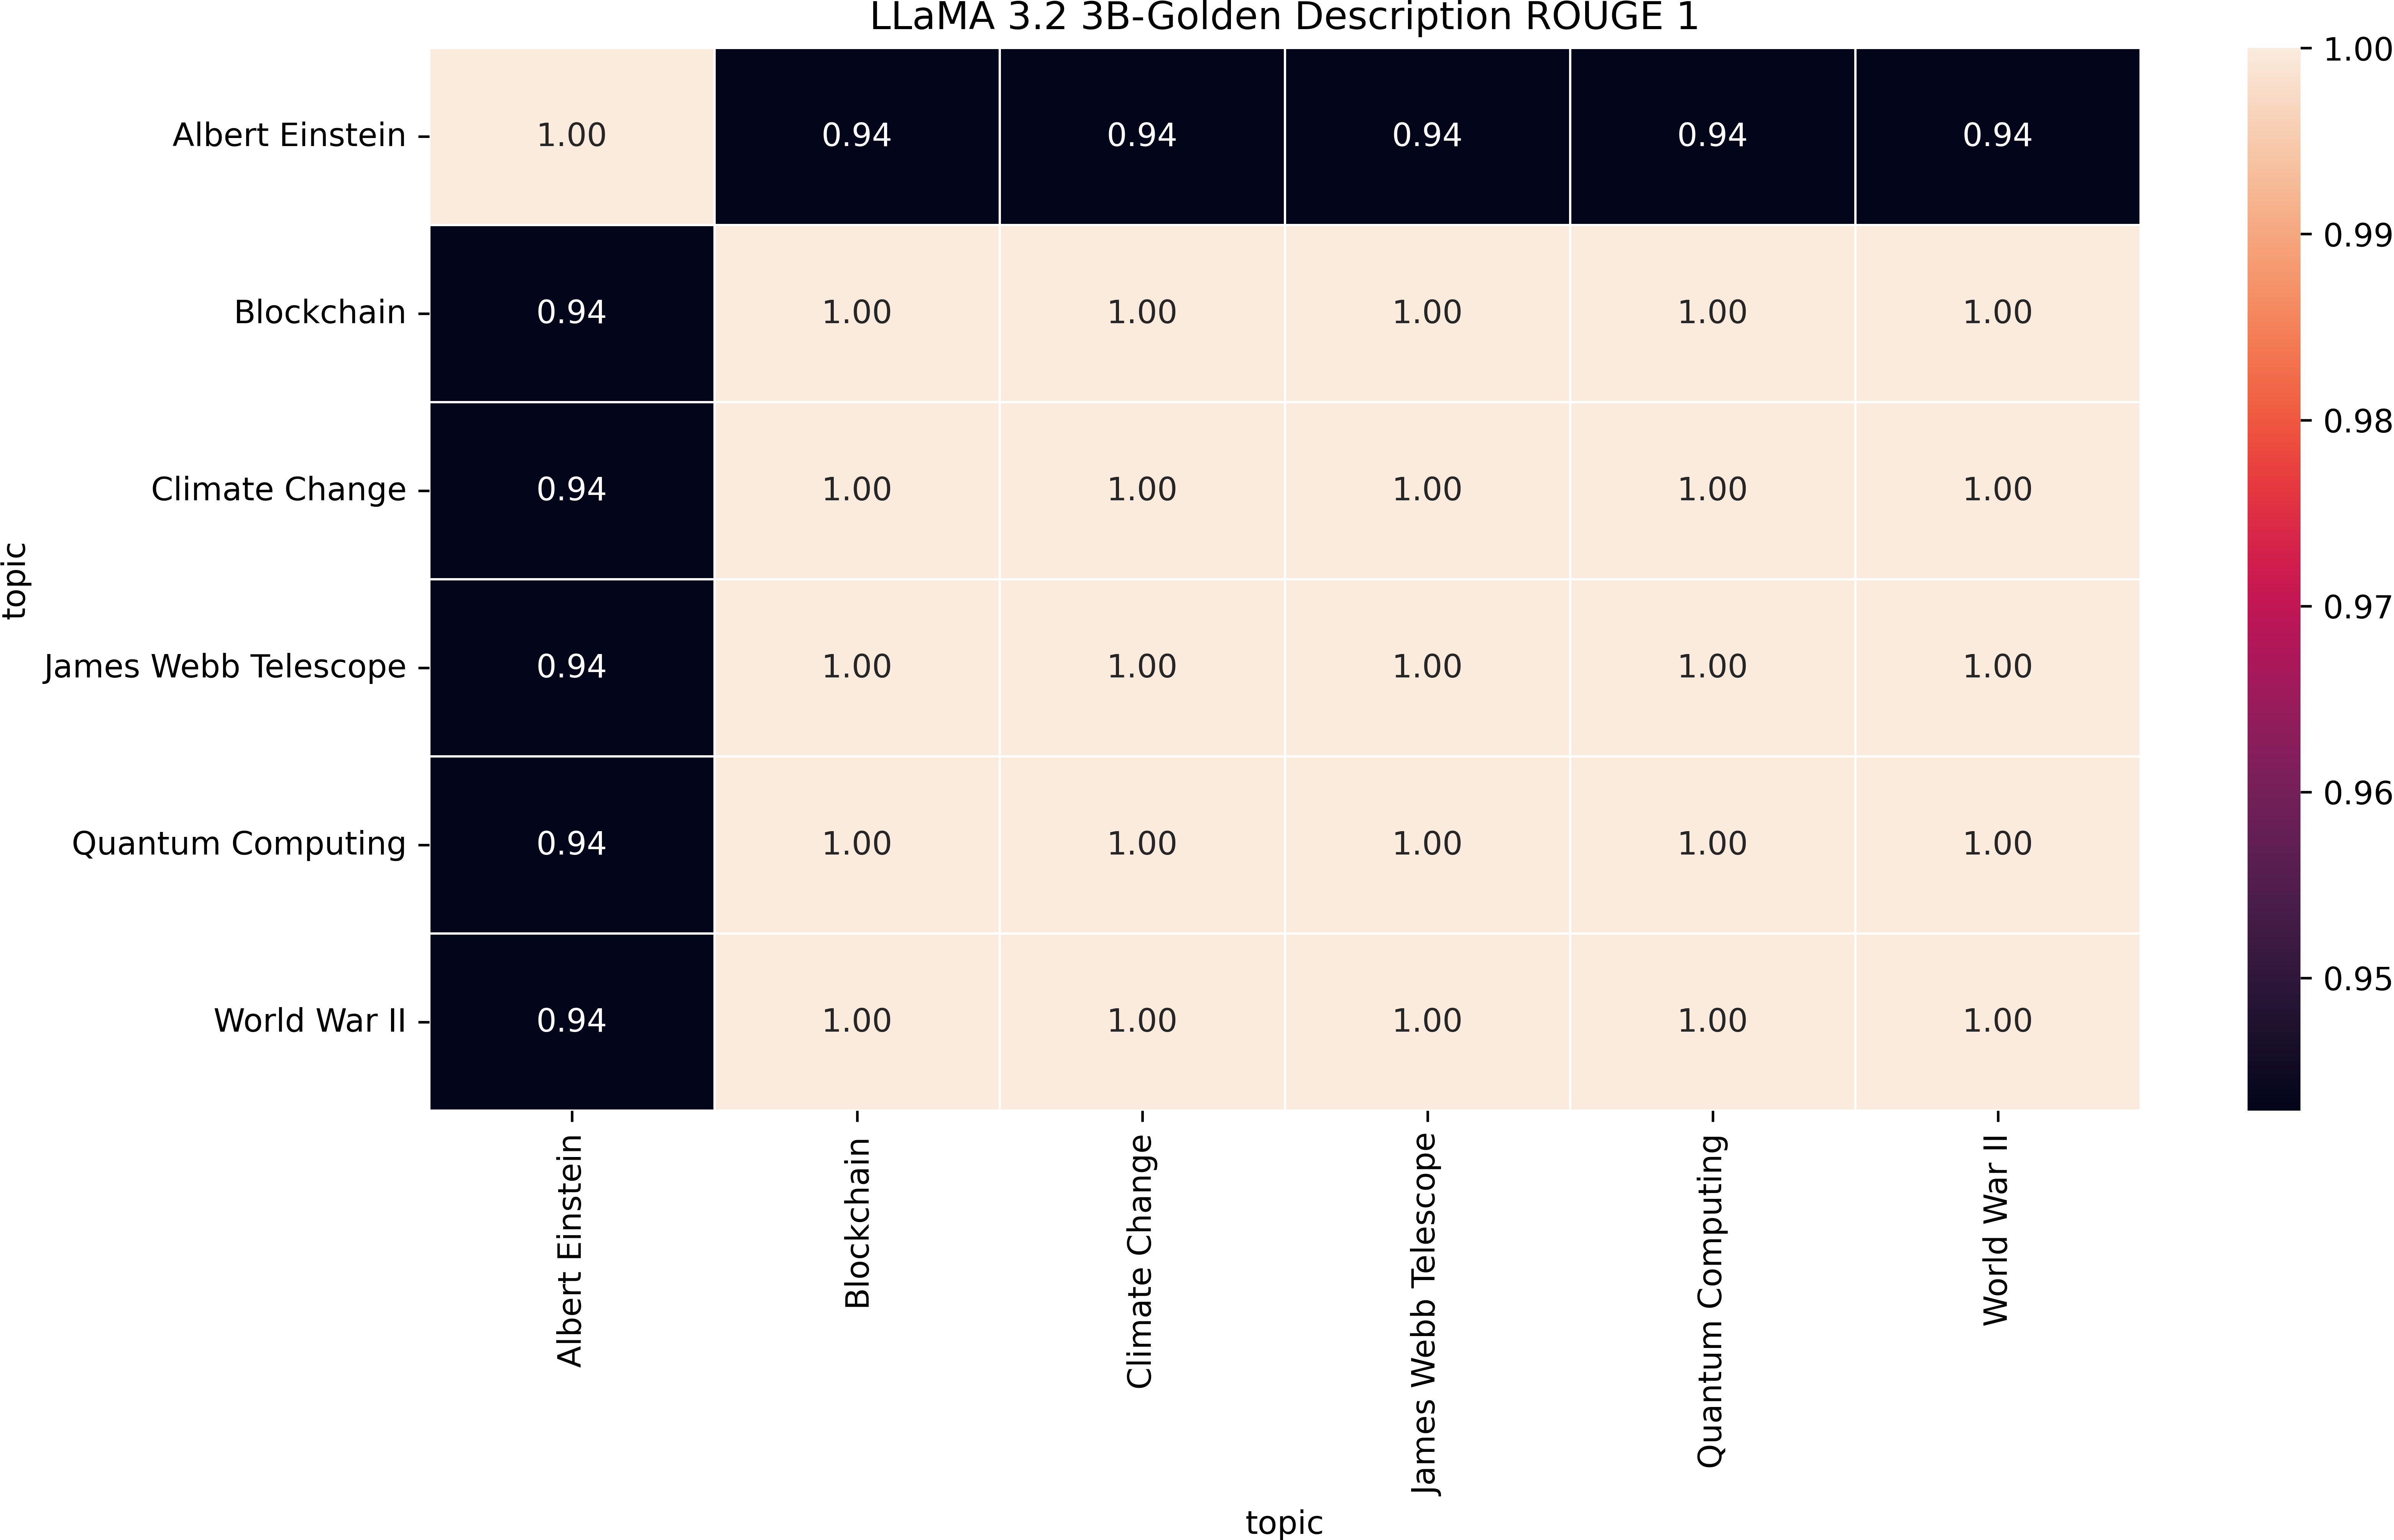 LLaMA 3.2 3B-Golden Description ROUGE 1
topic
Albert Einstein 1.00 0.94 0.94 0.94 0.94 0.94
Blockchain 0.94 1.00 1.00 1.00 1.00 1.00
Climate Change 0.94 1.00 1.00 1.00 1.00 1.00
James Webb Telescope 0.94 1.00 1.00 1.00 1.00 1.00
Quantum Computing 0.94 1.00 1.00 1.00 1.00 1.00
World War II 0.94 1.00 1.00 1.00 1.00 1.00
Albert Einstein
Blockchain
Climate Change
James Webb Telescope
Quantum Computing
World War II
topic
1.00
0.99
0.98
0.97
0.96
0.95